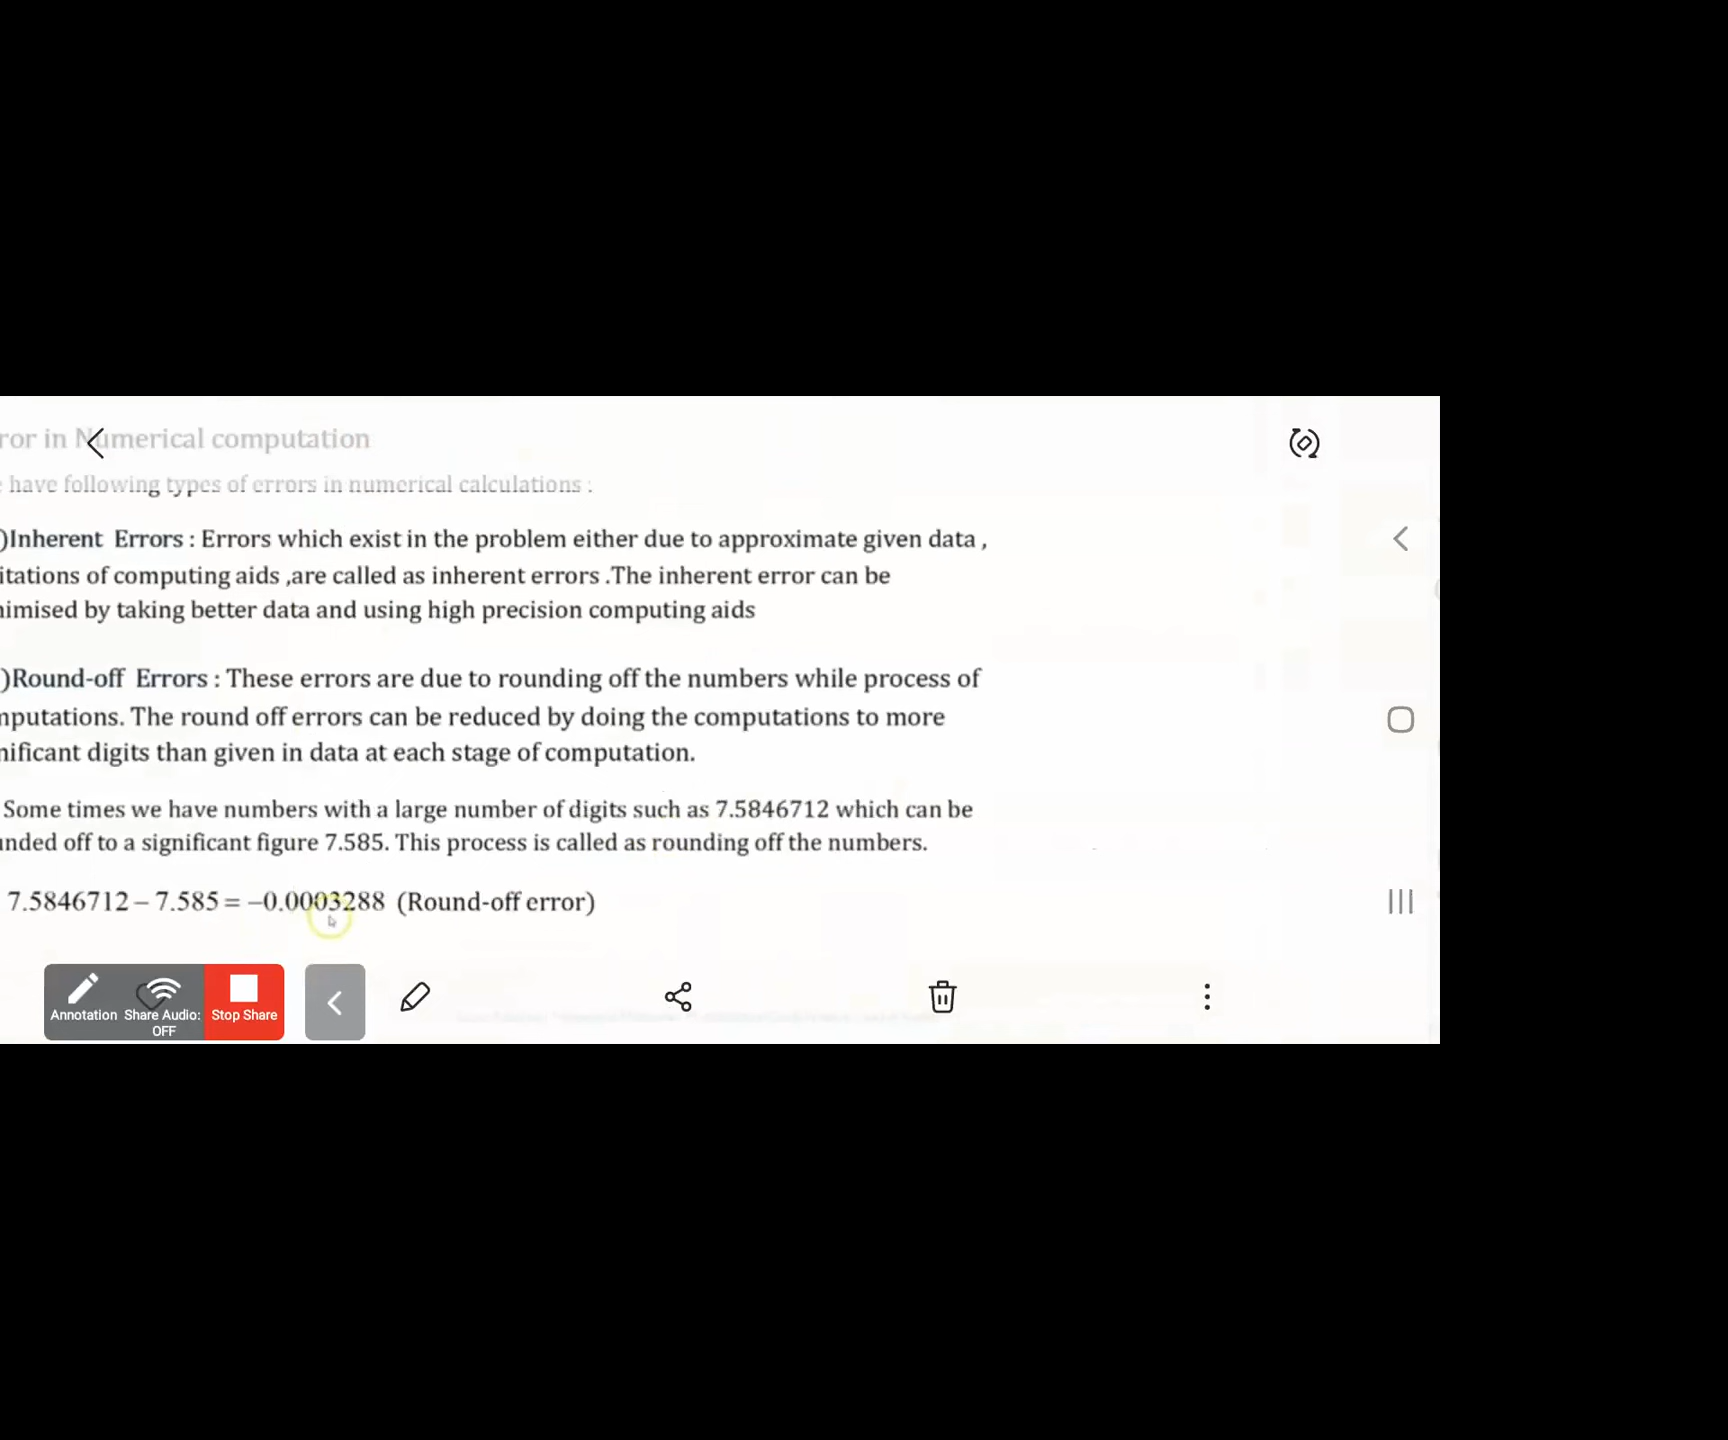 ror in Numerical computation
have following types of errors in numerical calculations :
)Inherent Errors : Errors which exist in the problem either due to approximate given data ,
itations of computing aids ,are called as inherent errors .The inherent error can be
nimised by taking better data and using high precision computing aids
)Round-off Errors : These errors are due to rounding off the numbers while process of
nputations. The round off errors can be reduced by doing the computations to more
nificant digits than given in data at each stage of computation.
Some times we have numbers with a large number of digits such as 7.5846712 which can be
unded off to a significant figure 7.585. This process is called as rounding off the numbers.
7.5846712 – 7.585 = –0.0003288 (Round-off error)
Annotation Share Audio: Stop Share
OFF